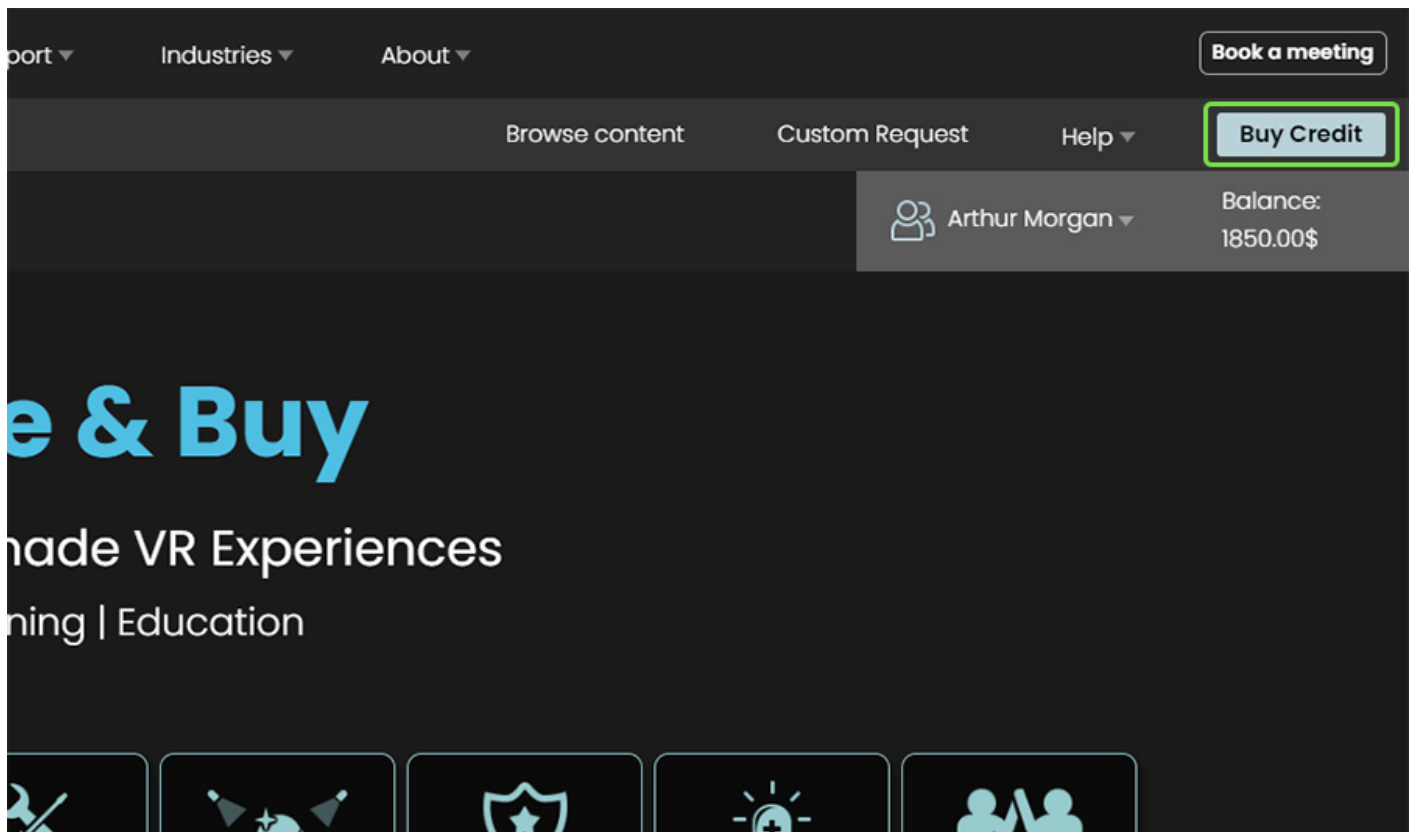 port
Industries
About
Book a meeting
Browse content
Custom Request
Help
Buy Credit
Arthur Morgan
Balance:
1850.00$
e & Buy
nade VR Experiences
ning | Education